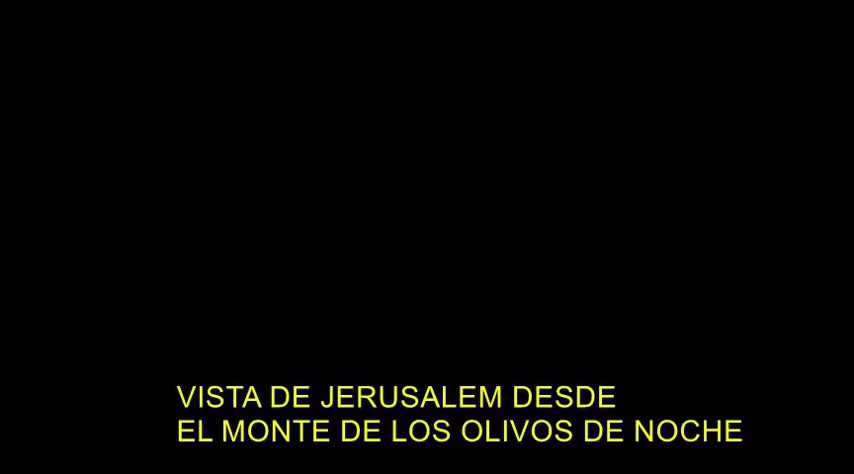 VISTA DE JERUSALEM DESDE
EL MONTE DE LOS OLIVOS DE NOCHE